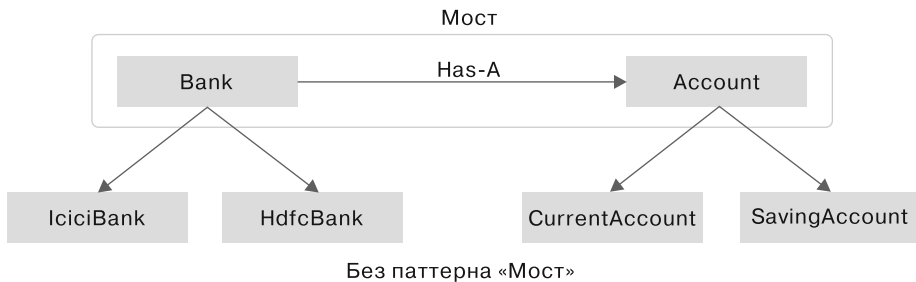 Мост
Bank
Has-A
Account
IciciBank
HdfcBank
CurrentAccount
SavingAccount
Без паттерна «Мост»